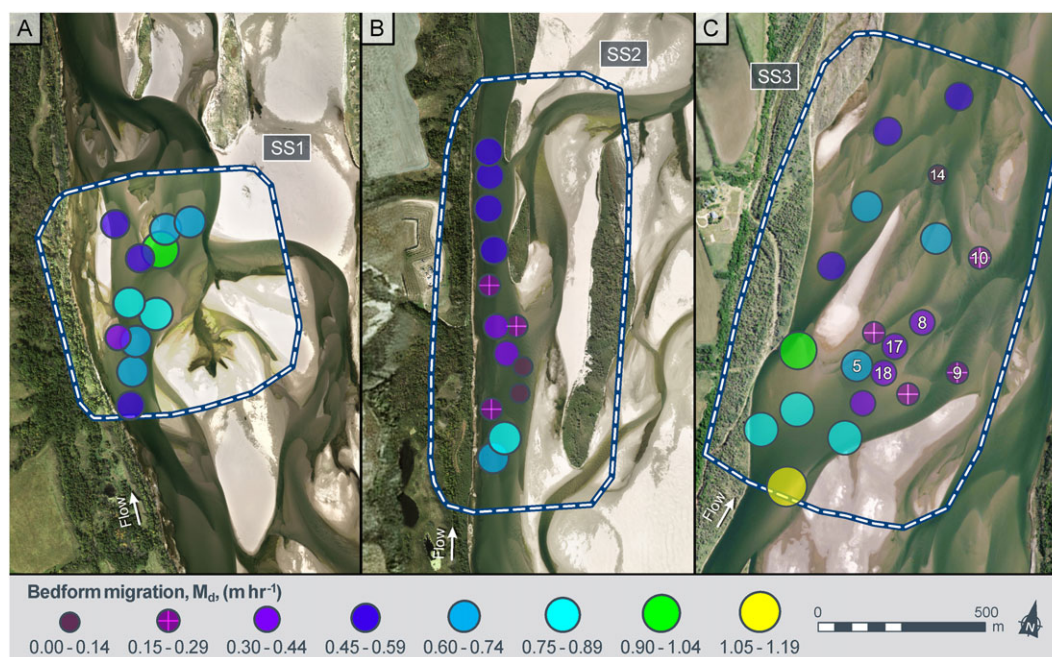 A
B
C
SS1
SS2
SS3
14
10
8
17
5
18
9
Flow
Flow
Flow
Bedform migration, M_d, (m hr⁻¹)
0.00 - 0.14
0.15 - 0.29
0.30 - 0.44
0.45 - 0.59
0.60 - 0.74
0.75 - 0.89
0.90 - 1.04
1.05 - 1.19
0
500
m
N